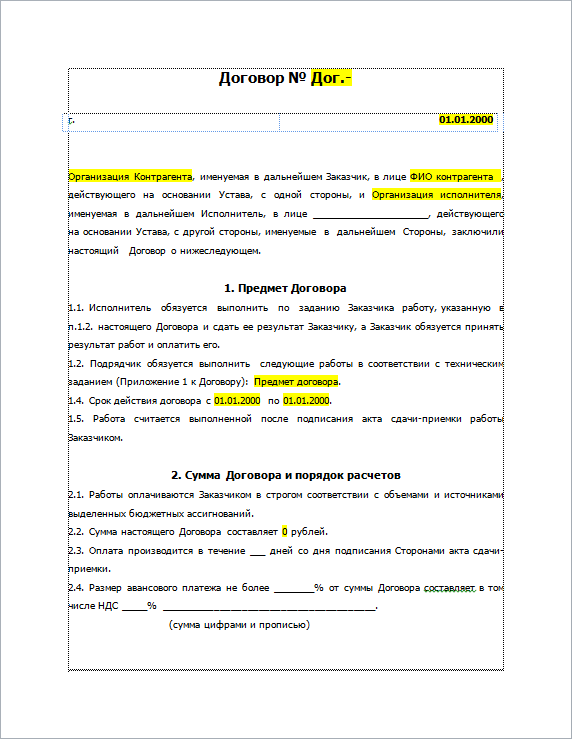 Договор № Дог.-
г. 01.01.2000
Организация Контрагента, именуемая в дальнейшем Заказчик, в лице ФИО контрагента ,
действующего на основании Устава, с одной стороны, и Организация исполнителя,
именуемая в дальнейшем Исполнитель, в лице ______________________, действующего
на основании Устава, с другой стороны, именуемые в дальнейшем Стороны, заключили
настоящий Договор о нижеследующем.
1. Предмет Договора
1.1. Исполнитель обязуется выполнить по заданию Заказчика работу, указанную в
п.1.2. настоящего Договора и сдать ее результат Заказчику, а Заказчик обязуется принять
результат работ и оплатить его.
1.2. Подрядчик обязуется выполнить следующие работы в соответствии с техническим
заданием (Приложение 1 к Договору): Предмет договора.
1.4. Срок действия договора с 01.01.2000 по 01.01.2000.
1.5. Работа считается выполненной после подписания акта сдачи-приемки работы
Заказчиком.
2. Сумма Договора и порядок расчетов
2.1. Работы оплачиваются Заказчиком в строгом соответствии с объемами и источниками
выделенных бюджетных ассигнований.
2.2. Сумма настоящего Договора составляет 0 рублей.
2.3. Оплата производится в течение ___ дней со дня подписания Сторонами акта сдачи-
приемки.
2.4. Размер авансового платежа не более ________% от суммы Договора составляет в том
числе НДС _____% ________________________________________.
(сумма цифрами и прописью)